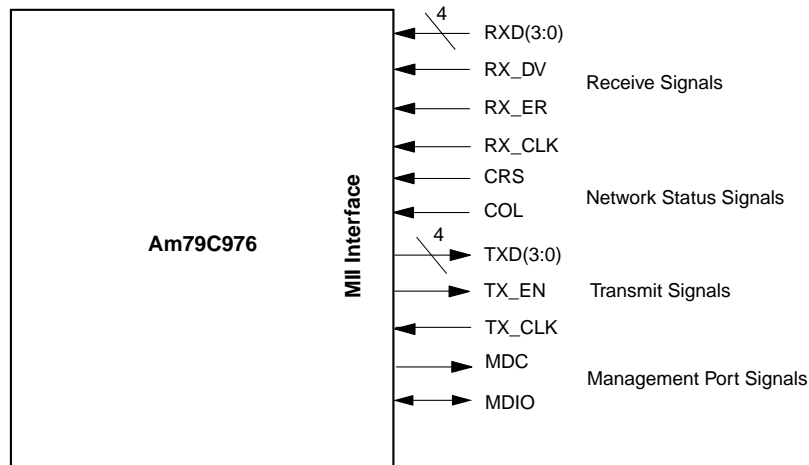 4
RXD(3:0)
RX_DV
Receive Signals
RX_ER
RX_CLK
CRS
Network Status Signals
COL
MII Interface
Am79C976
4
TXD(3:0)
TX_EN
Transmit Signals
TX_CLK
MDC
Management Port Signals
MDIO